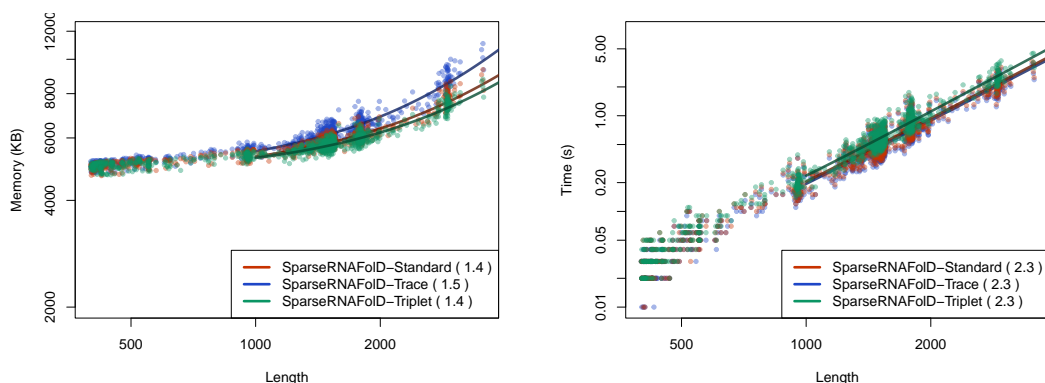 12000
8000
6000
4000
2000
Memory (KB)
500
1000
2000
Length
SparseRNAFolD−Standard ( 1.4 )
SparseRNAFolD−Trace ( 1.5 )
SparseRNAFolD−Triplet ( 1.4 )
5.00
1.00
0.20
0.05
0.01
Time (s)
500
1000
2000
Length
SparseRNAFolD−Standard ( 2.3 )
SparseRNAFolD−Trace ( 2.3 )
SparseRNAFolD−Triplet ( 2.3 )